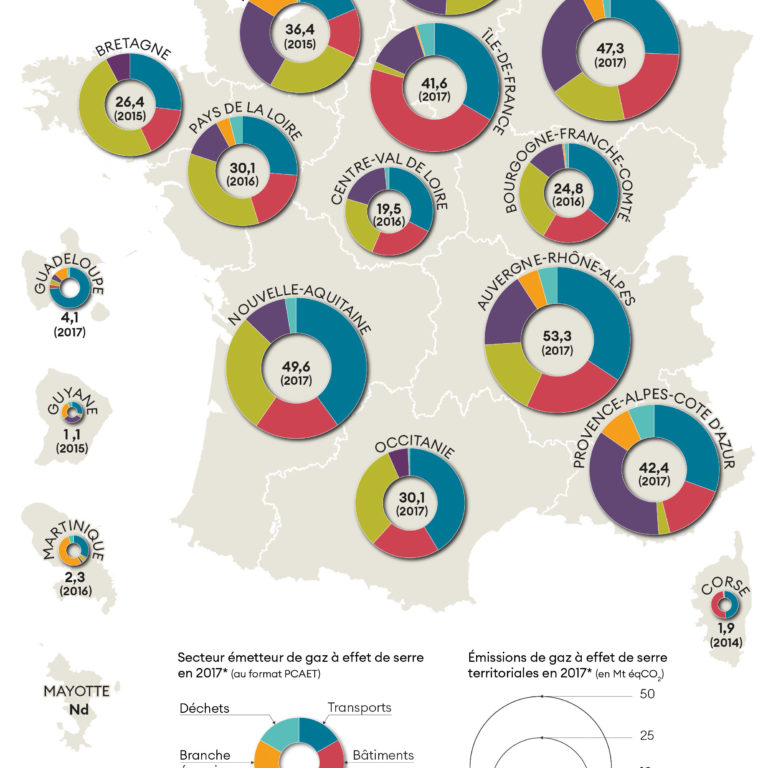 36,4
(2015)
47,3
(2017)
ÎLE-DE-FRANCE
41,6
(2017)
BRETAGNE
26,4
(2015)
PAYS DE LA LOIRE
30,1
(2016)
CENTRE-VAL DE LOIRE
19,5
(2016)
BOURGOGNE-FRANCHE-COMTÉ
24,8
(2016)
GUADELOUPE
4,1
(2017)
NOUVELLE-AQUITAINE
49,6
(2017)
AUVERGNE-RHÔNE-ALPES
53,3
(2017)
GUYANE
1,1
(2015)
OCCITANIE
30,1
(2017)
PROVENCE-ALPES-COTE D'AZUR
42,4
(2017)
MARTINIQUE
2,3
(2016)
CORSE
1,9
(2014)
MAYOTTE
Nd
Secteur émetteur de gaz à effet de serre
en 2017* (au format PCAET)
Déchets
Transports
Branche
Bâtiments
Émissions de gaz à effet de serre
territoriales en 2017* (en Mt éqCO2)
50
25